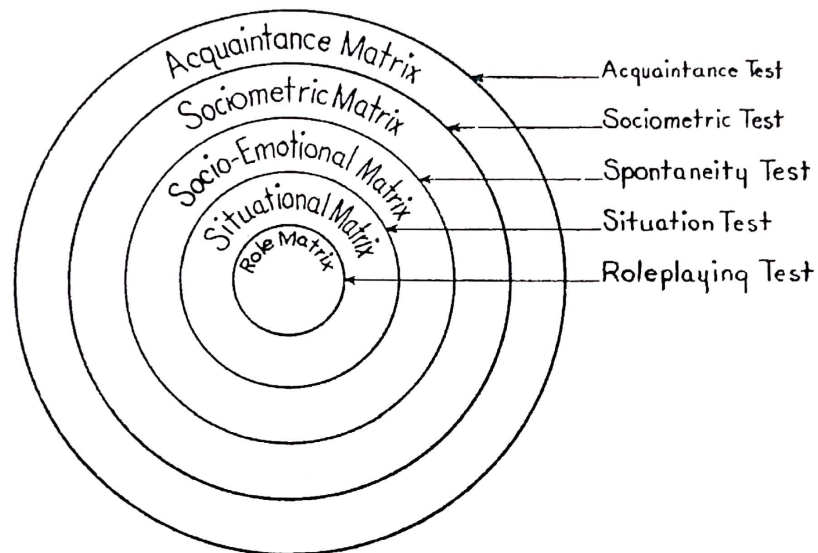 Acquaintance Matrix
Sociometric Matrix
Socio-Emotional Matrix
Situational Matrix
Role Matrix
Acquaintance Test
Sociometric Test
Spontaneity Test
Situation Test
Roleplaying Test